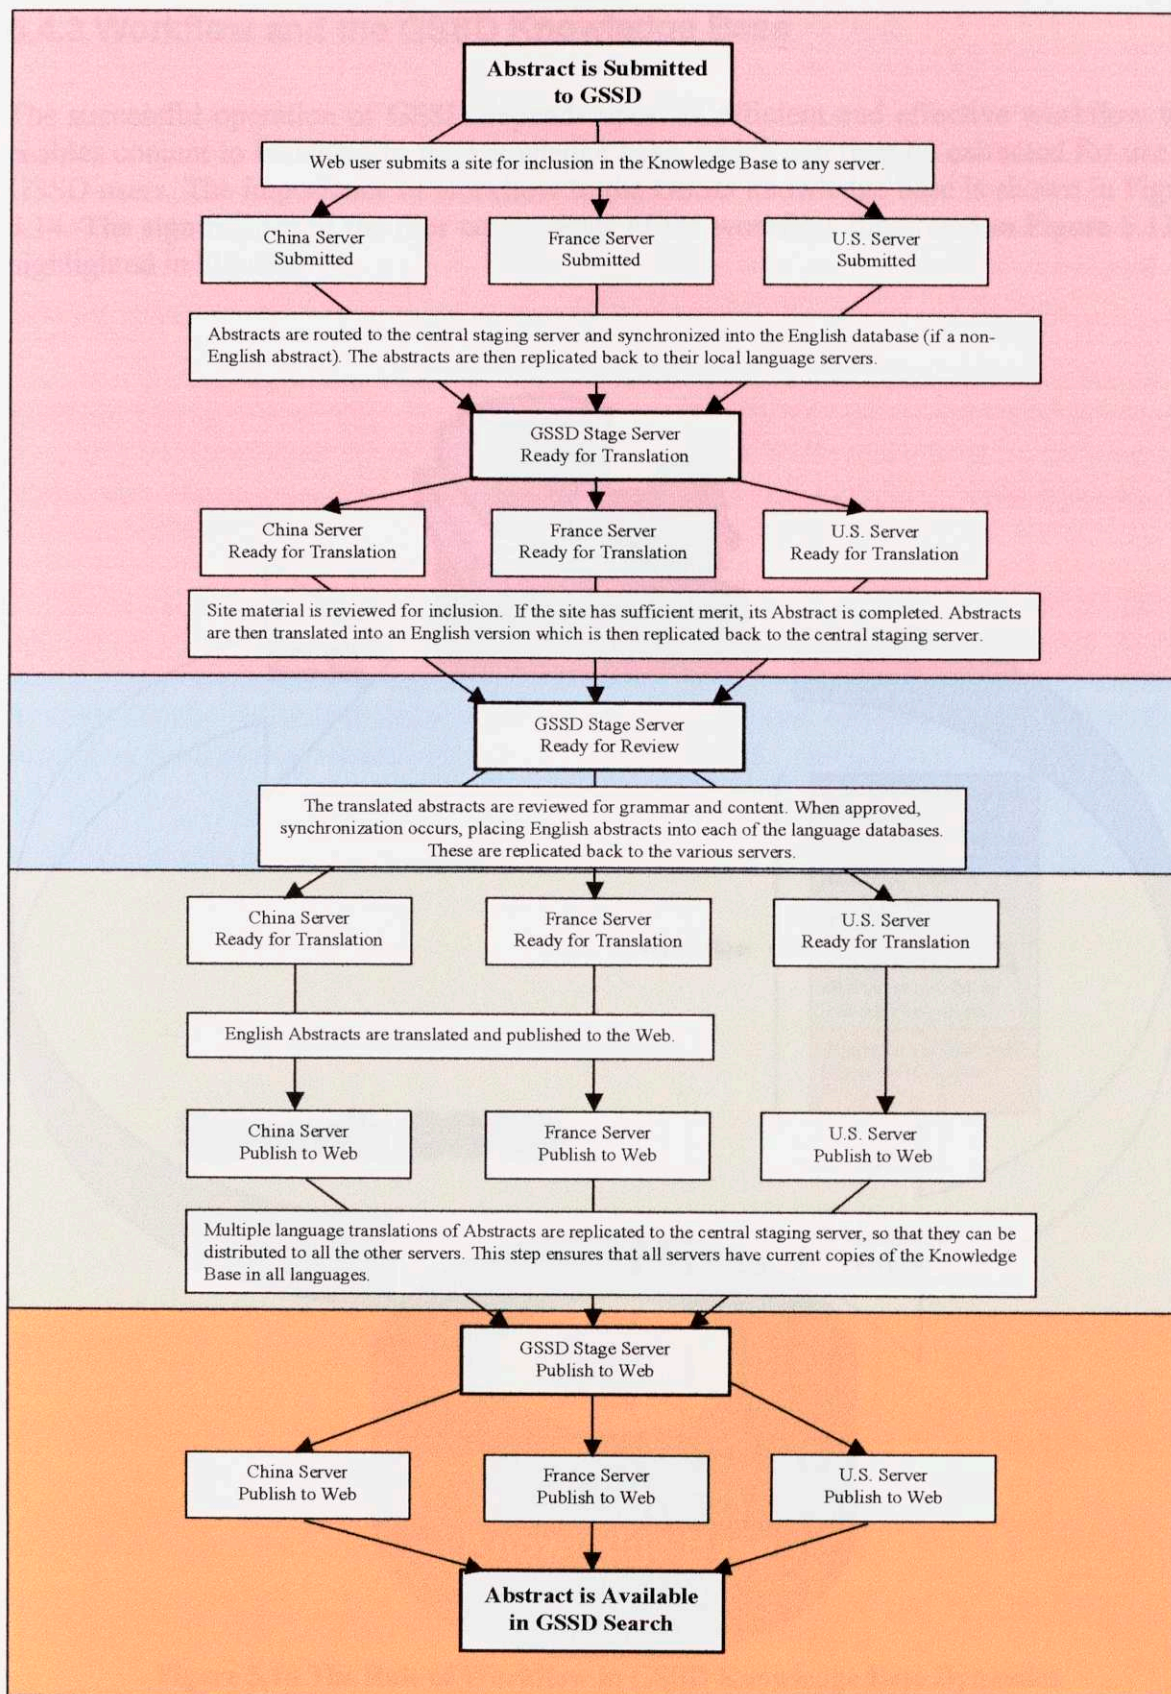 Abstract is Submitted
to GSSD
Web user submits a site for inclusion in the Knowledge Base to any server.
China Server
Submitted
France Server
Submitted
U.S. Server
Submitted
Abstracts are routed to the central staging server and synchronized into the English database (if a non-
English abstract). The abstracts are then replicated back to their local language servers.
GSSD Stage Server
Ready for Translation
China Server
Ready for Translation
France Server
Ready for Translation
U.S. Server
Ready for Translation
Site material is reviewed for inclusion. If the site has sufficient merit, its Abstract is completed. Abstracts
are then translated into an English version which is then replicated back to the central staging server.
GSSD Stage Server
Ready for Review
The translated abstracts are reviewed for grammar and content. When approved,
synchronization occurs, placing English abstracts into each of the language databases.
These are replicated back to the various servers.
China Server
Ready for Translation
France Server
Ready for Translation
U.S. Server
Ready for Translation
English Abstracts are translated and published to the Web.
China Server
Publish to Web
France Server
Publish to Web
U.S. Server
Publish to Web
Multiple language translations of Abstracts are replicated to the central staging server, so that they can be
distributed to all the other servers. This step ensures that all servers have current copies of the Knowledge
Base in all languages.
GSSD Stage Server
Publish to Web
China Server
Publish to Web
France Server
Publish to Web
U.S. Server
Publish to Web
Abstract is Available
in GSSD Search